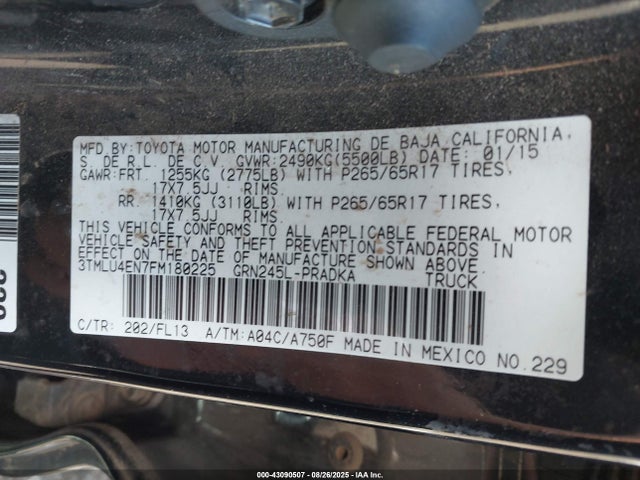 MFD.BY:TOYOTA MOTOR MANUFACTURING DE BAJA CALIFORNIA,
S. DE R.L. DE C.V. GVWR:2490KG(5500LB) DATE: 01/15
GAWR:FRT. 1255KG (2775LB) WITH P265/65R17 TIRES,
17X7.5JJ RIMS
RR. 1410KG (3110LB) WITH P265/65R17 TIRES,
17X7.5JJ RIMS.
THIS VEHICLE CONFORMS TO ALL APPLICABLE FEDERAL MOTOR
VEHICLE SAFETY AND THEFT PREVENTION STANDARDS IN
EFFECT ON THE DATE OF MANUFACTURE SHOWN ABOVE.
3TMLU4EN7FM180225 GRN245L-PRADKA TRUCK
C/TR: 202/FL13 A/TM:A04C/A750F MADE IN MEXICO NO.229
000-43090507 - 08/26/2025 - IAAI.COM